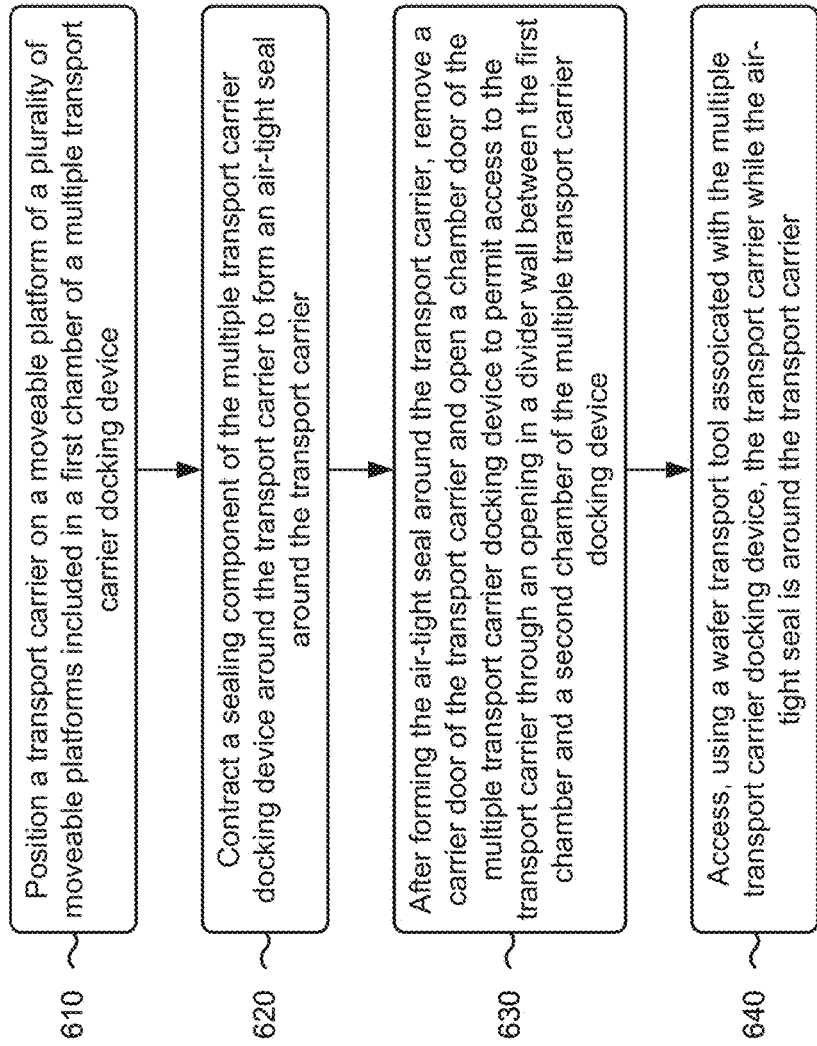 610
Position a transport carrier on a moveable platform of a plurality of
moveable platforms included in a first chamber of a multiple transport
carrier docking device
620
Contract a sealing component of the multiple transport carrier
docking device around the transport carrier to form an air-tight seal
around the transport carrier
630
After forming the air-tight seal around the transport carrier, remove a
carrier door of the transport carrier and open a chamber door of the
multiple transport carrier docking device to permit access to the
transport carrier through an opening in a divider wall between the first
chamber and a second chamber of the multiple transport carrier
docking device
640
Access, using a wafer transport tool assoicated with the multiple
transport carrier docking device, the transport carrier while the air-
tight seal is around the transport carrier